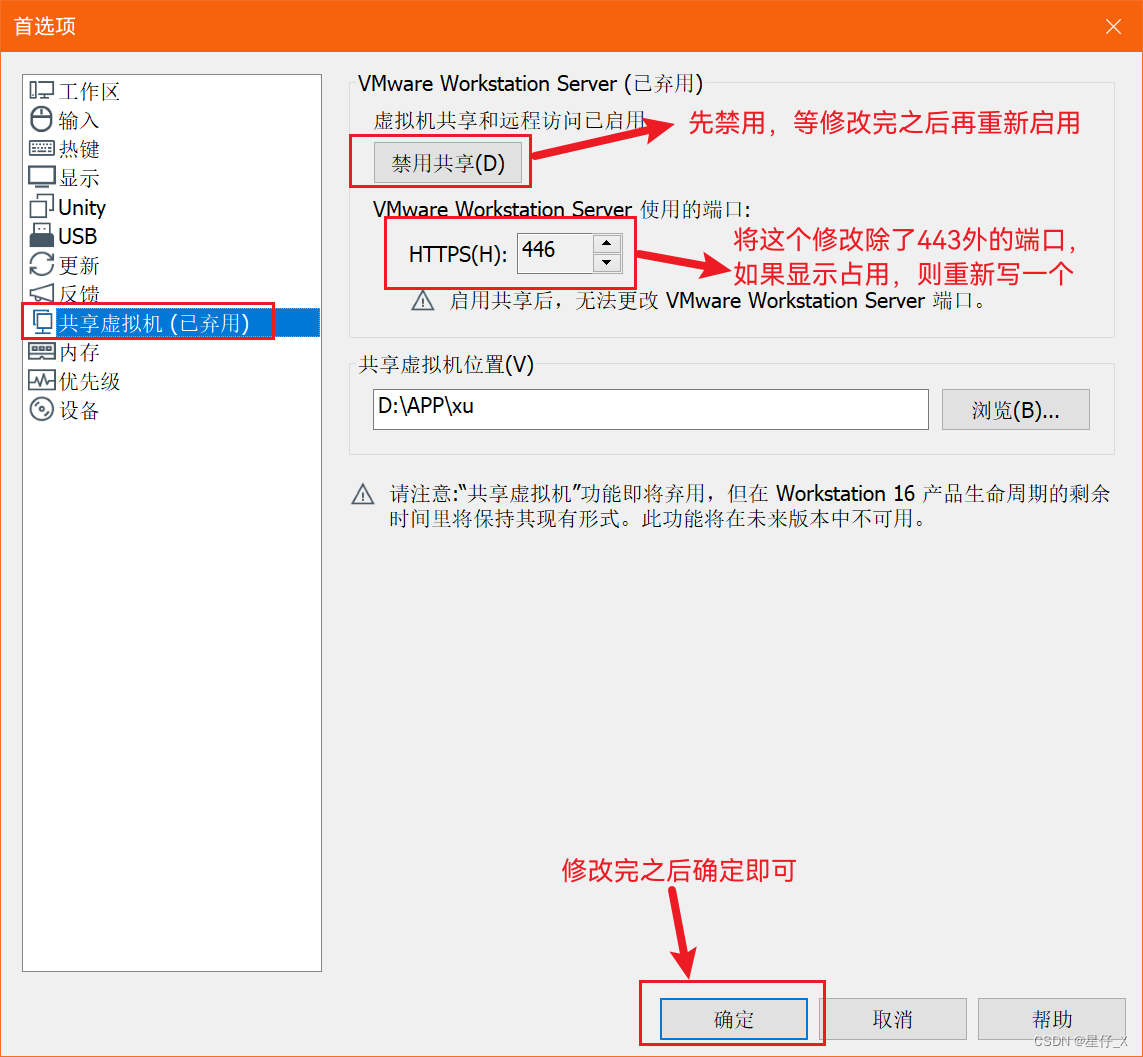 首选项
工作区
输入
热键
显示
Unity
USB
更新
反馈
共享虚拟机 (已弃用)
内存
优先级
设备
VMware Workstation Server (已弃用)
虚拟机共享和远程访问已启用
先禁用，等修改完之后再重新启用
禁用共享(D)
VMware Workstation Server 使用的端口:
HTTPS(H): 446
将这个修改除了443外的端口，
如果显示占用，则重新写一个
启用共享后，无法更改 VMware Workstation Server 端口。
共享虚拟机位置(V)
D:\APP\xu
浏览(B)...
请注意:“共享虚拟机”功能即将弃用，但在 Workstation 16 产品生命周期的剩余
时间里将保持其现有形式。此功能将在未来版本中不可用。
修改完之后确定即可
确定
取消
帮助
CSDN @星仔_X